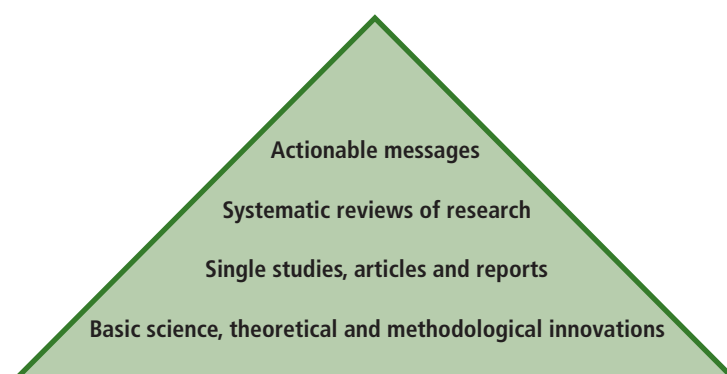 Actionable messages
Systematic reviews of research
Single studies, articles and reports
Basic science, theoretical and methodological innovations